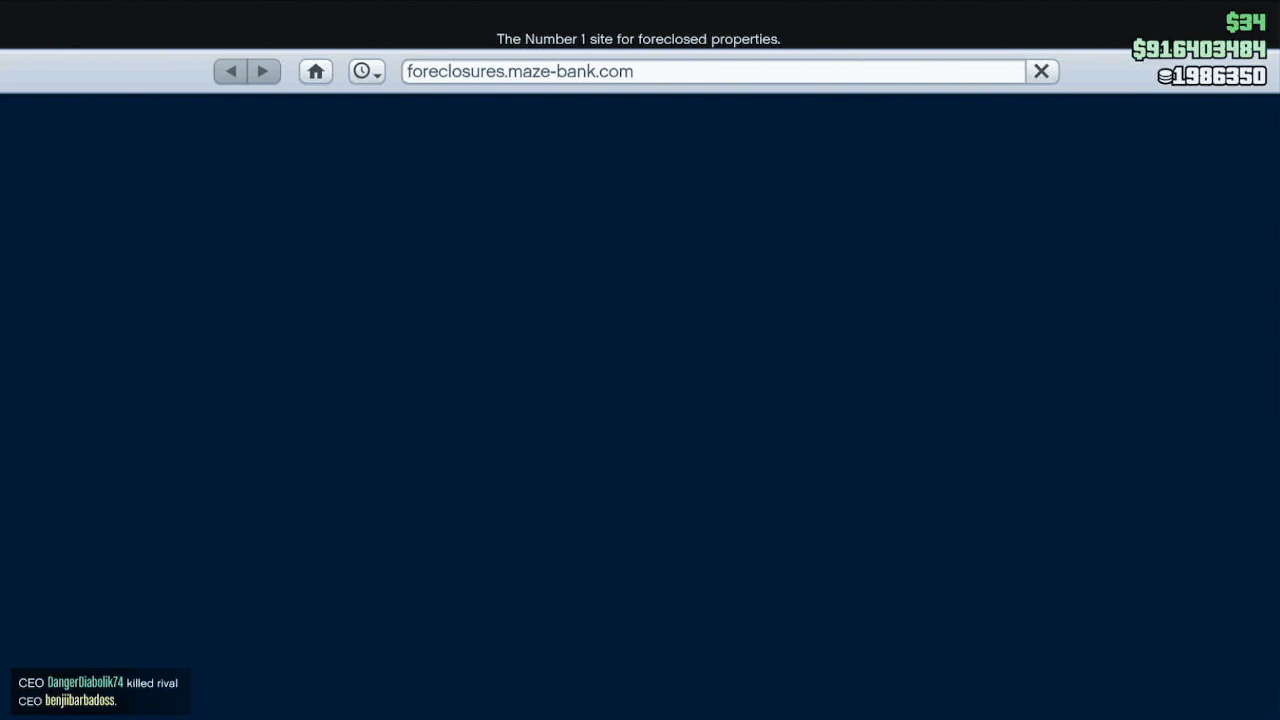 The Number 1 site for foreclosed properties.
$34
$916403484
foreclosures.maze-bank.com
1986350
CEO DangerDiabolik74 killed rival
CEO benjiibarbadoss.